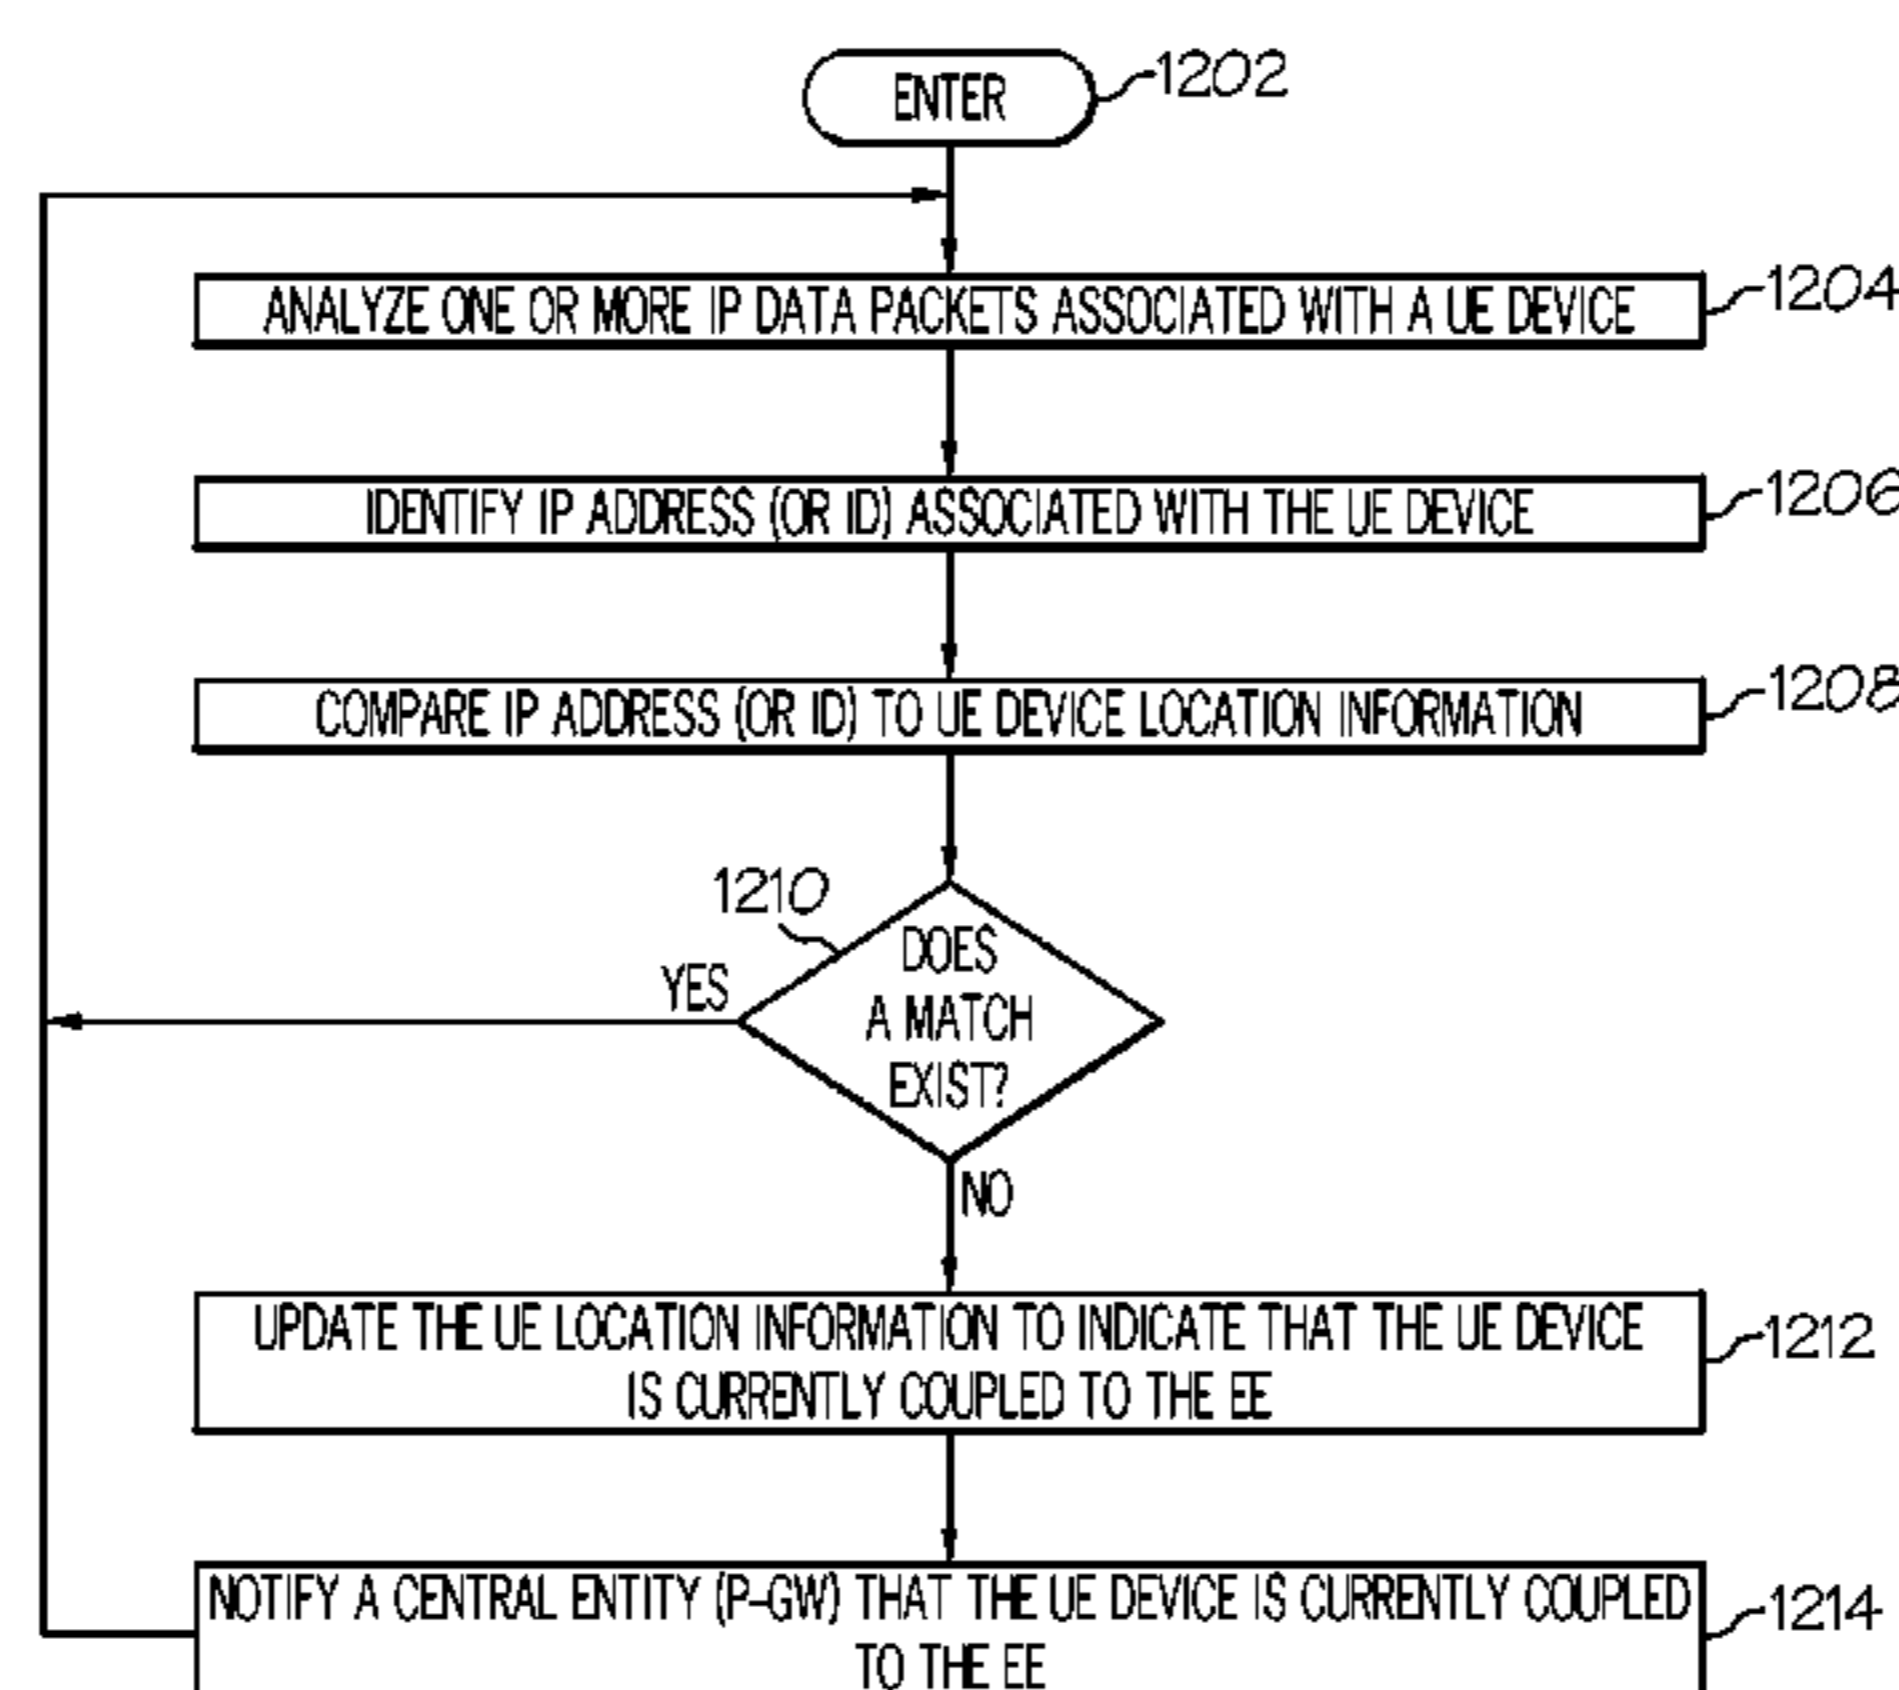 ENTER
1202
ANALYZE ONE OR MORE IP DATA PACKETS ASSOCIATED WITH A UE DEVICE
1204
IDENTIFY IP ADDRESS (OR ID) ASSOCIATED WITH THE UE DEVICE
1206
COMPARE IP ADDRESS (OR ID) TO UE DEVICE LOCATION INFORMATION
1208
1210
DOES
A MATCH
EXIST?
YES
NO
UPDATE THE UE LOCATION INFORMATION TO INDICATE THAT THE UE DEVICE
IS CURRENTLY COUPLED TO THE EE
1212
NOTIFY A CENTRAL ENTITY (P-GW) THAT THE UE DEVICE IS CURRENTLY COUPLED
TO THE EE
1214